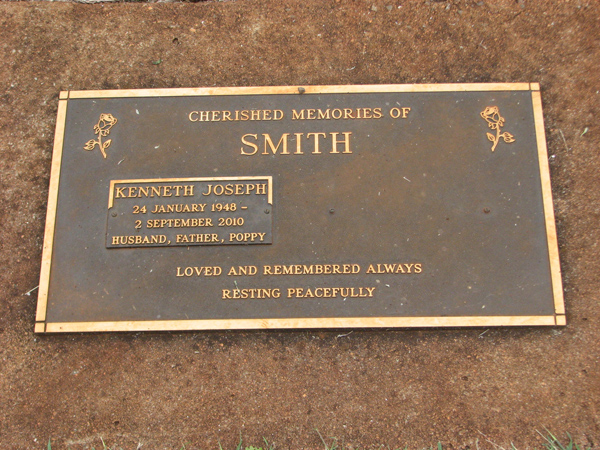 CHERISHED MEMORIES OF
SMITH
KENNETH JOSEPH
24 JANUARY 1948 –
2 SEPTEMBER 2010
HUSBAND, FATHER, POPPY
LOVED AND REMEMBERED ALWAYS
RESTING PEACEFULLY